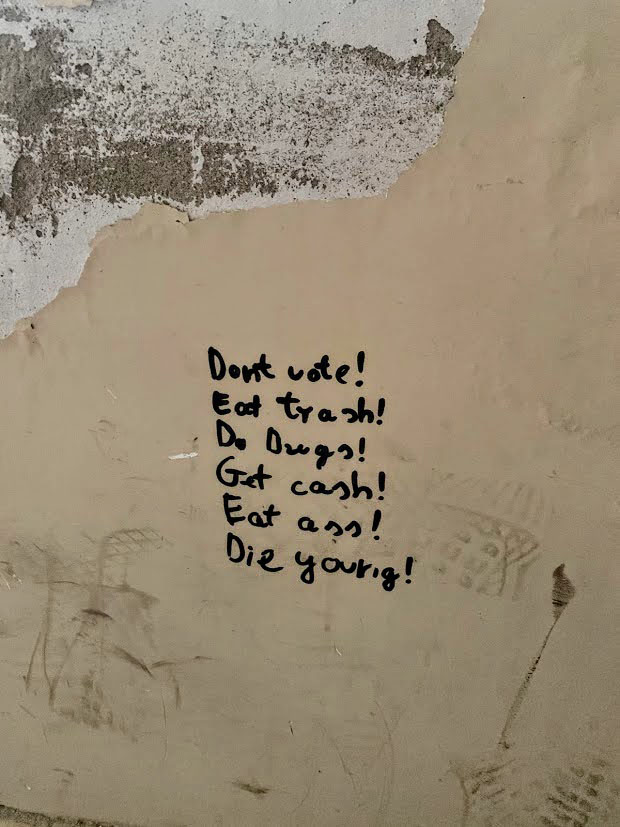 Dont vote!
Eat trash!
Do Drugs!
Get cash!
Eat ass!
Die young!